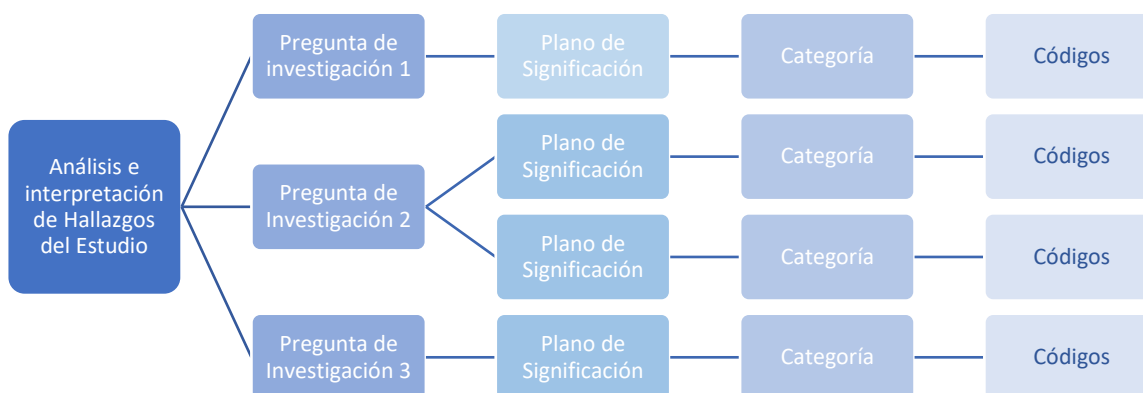 Análisis e
interpretación
de Hallazgos
del Estudio
Pregunta de
investigación 1
Plano de
Significación
Categoría
Códigos
Pregunta de
Investigación 2
Plano de
Significación
Categoría
Códigos
Plano de
Significación
Categoría
Códigos
Pregunta de
Investigación 3
Plano de
Significación
Categoría
Códigos